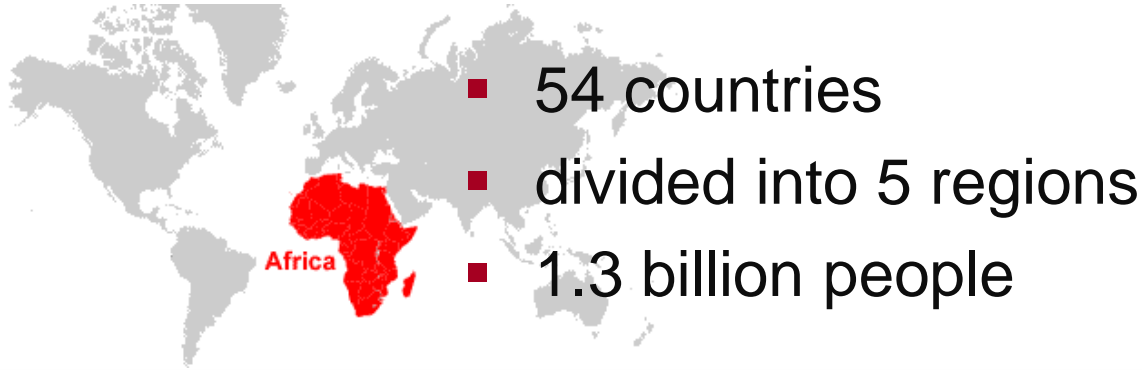 54 countries
divided into 5 regions
Africa
1.3 billion people